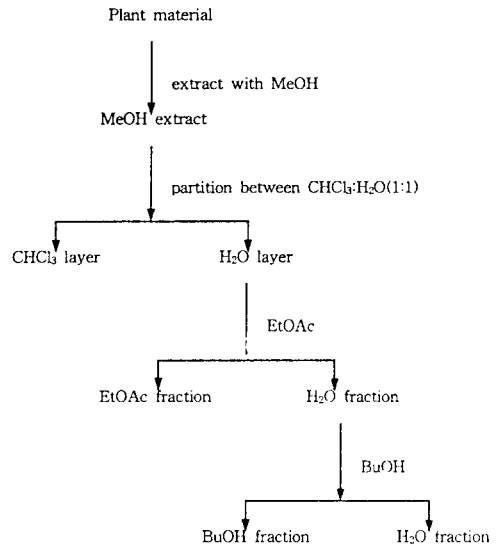 Plant material
extract with MeOH
MeOH extract
partition between CHCl₃:H₂O(1:1)
CHCl₃ layer
H₂O layer
EtOAc
EtOAc fraction
H₂O fraction
BuOH
BuOH fraction
H₂O fraction